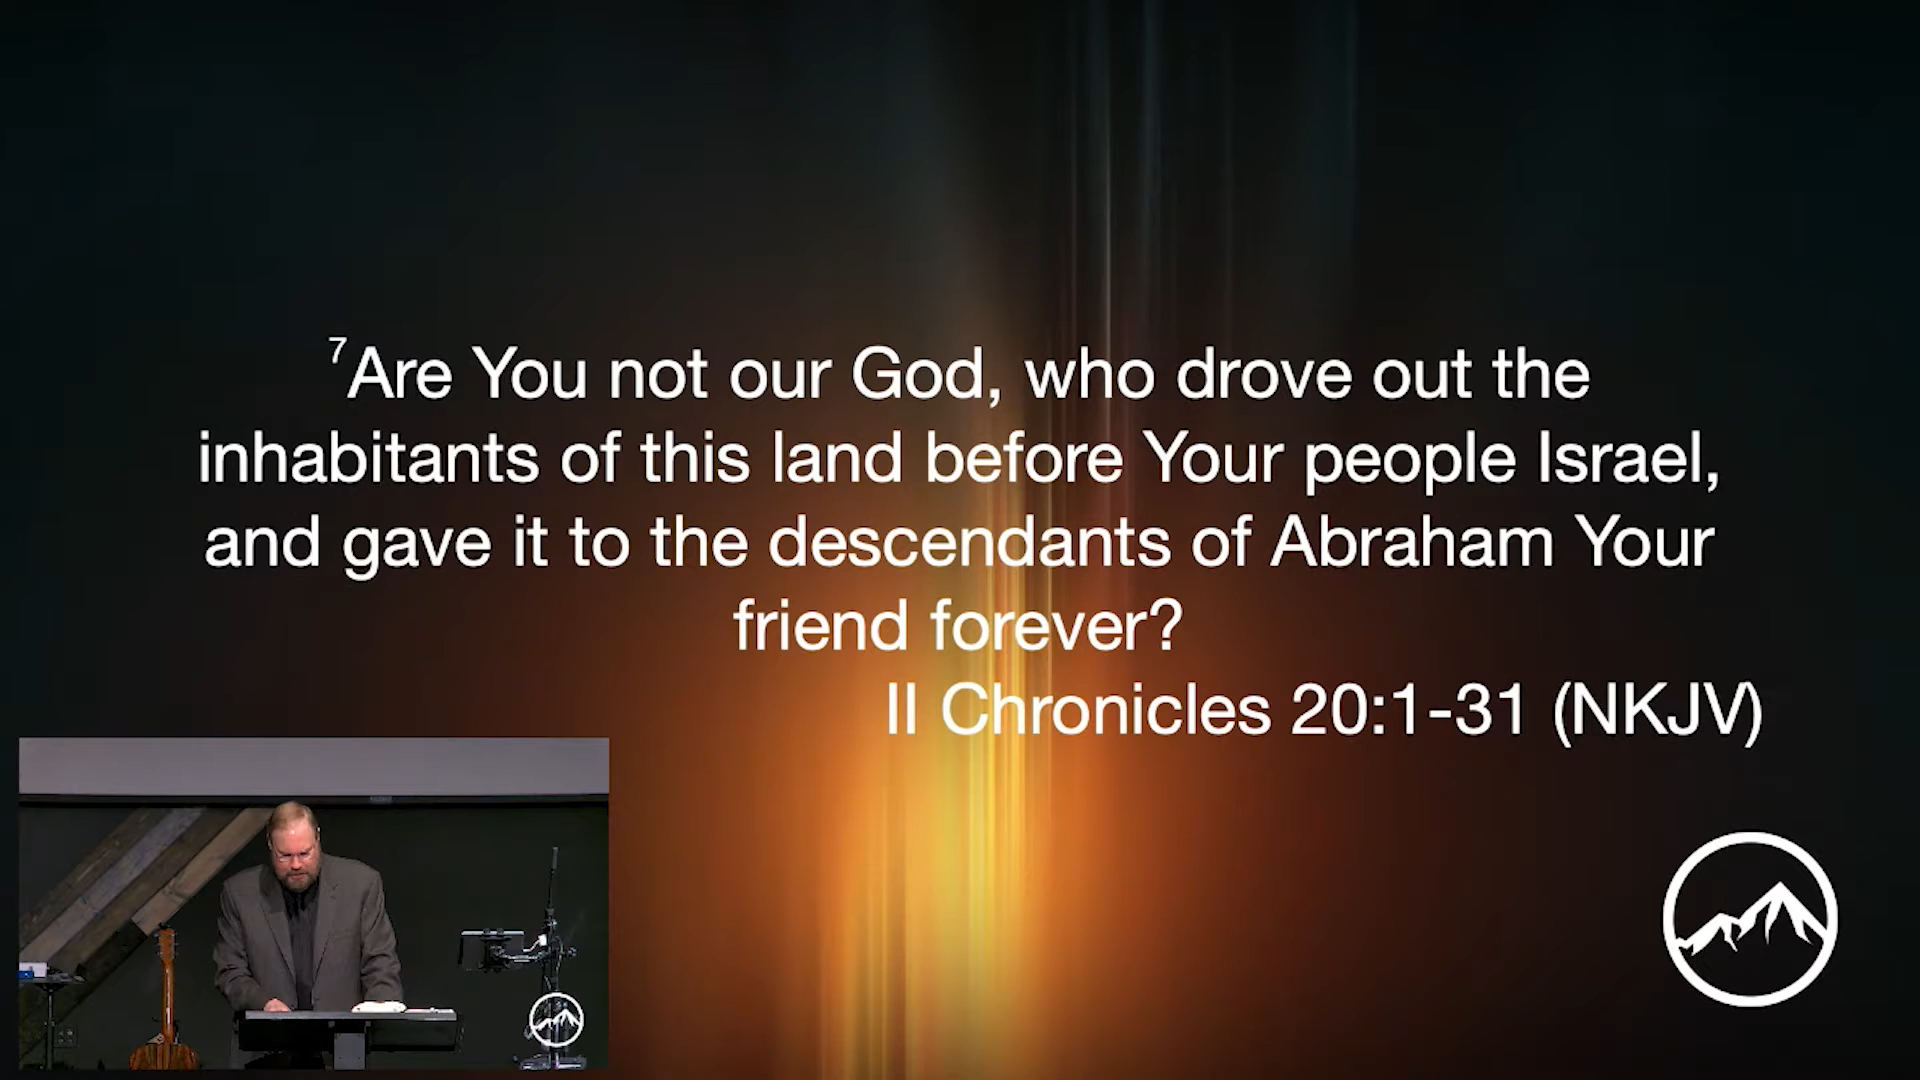 ⁷Are You not our God, who drove out the
inhabitants of this land before Your people Israel,
and gave it to the descendants of Abraham Your
friend forever?
II Chronicles 20:1-31 (NKJV)